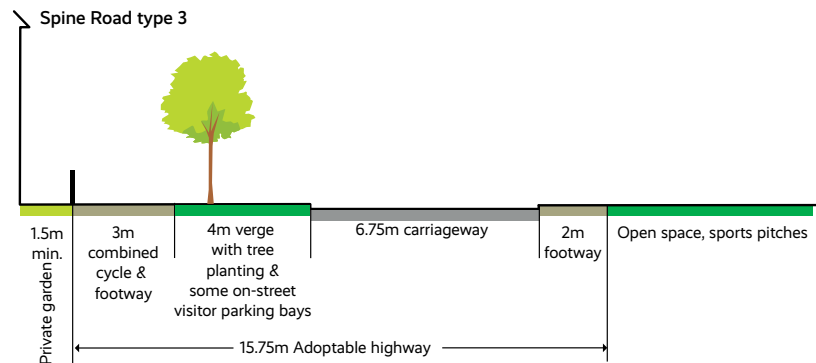 Spine Road type 3
1.5m
min.
Private garden
3m
combined
cycle &
footway
4m verge
with tree
planting &
some on-street
visitor parking bays
6.75m carriageway
2m
footway
Open space, sports pitches
15.75m Adoptable highway